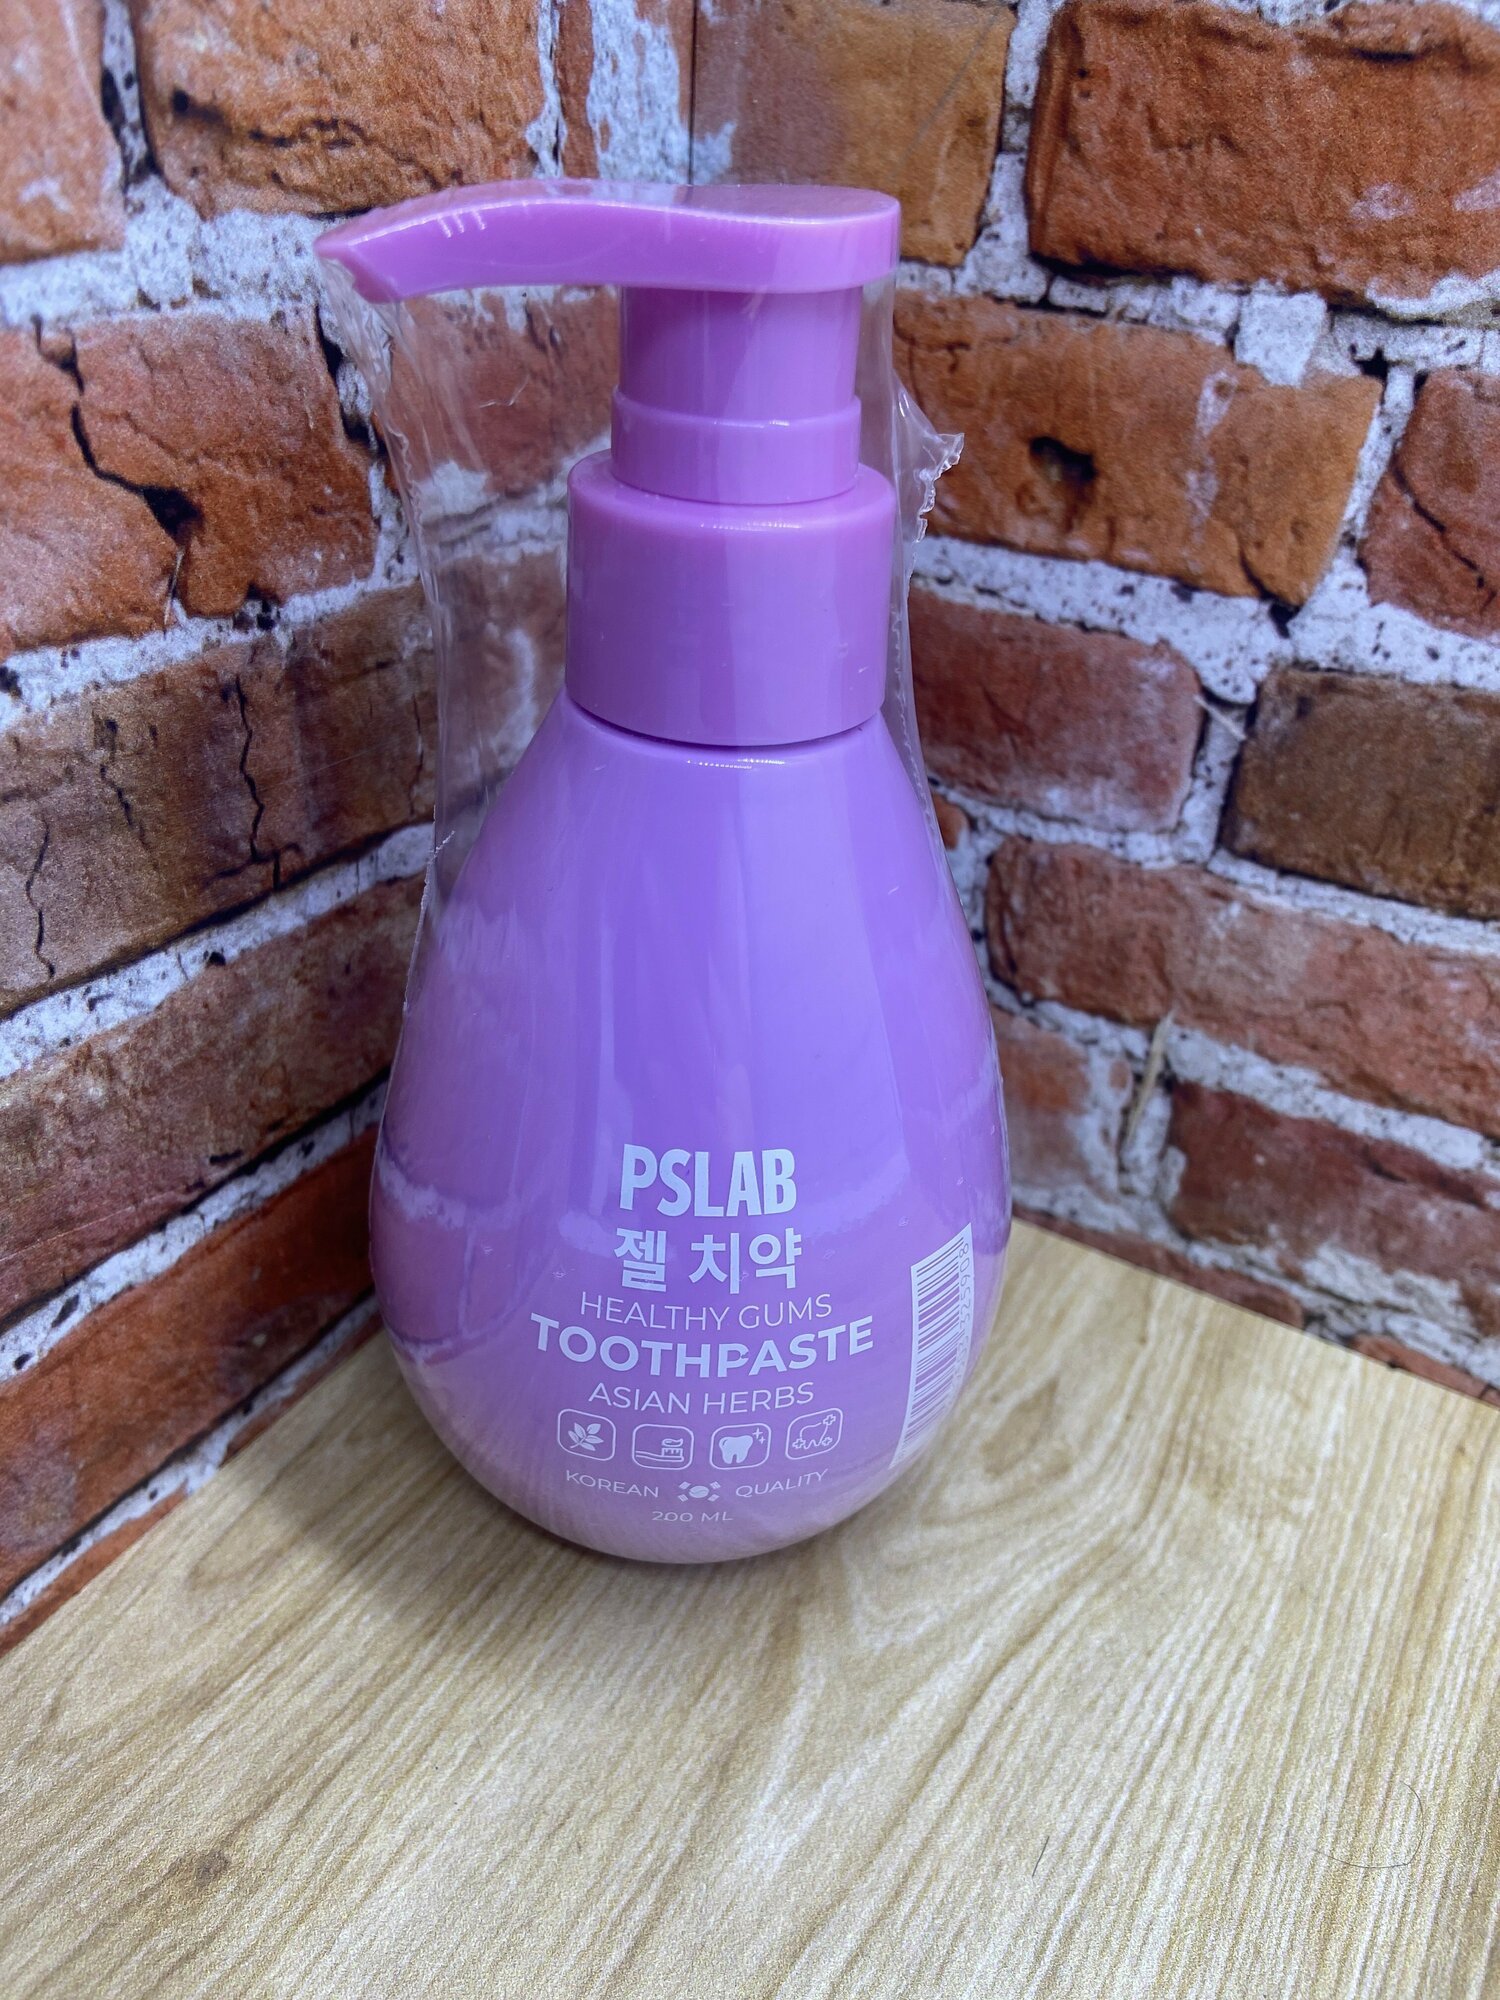 PSLAB
젤 치약
HEALTHY GUMS
TOOTHPASTE
ASIAN HERBS
KOREAN QUALITY
200 ML